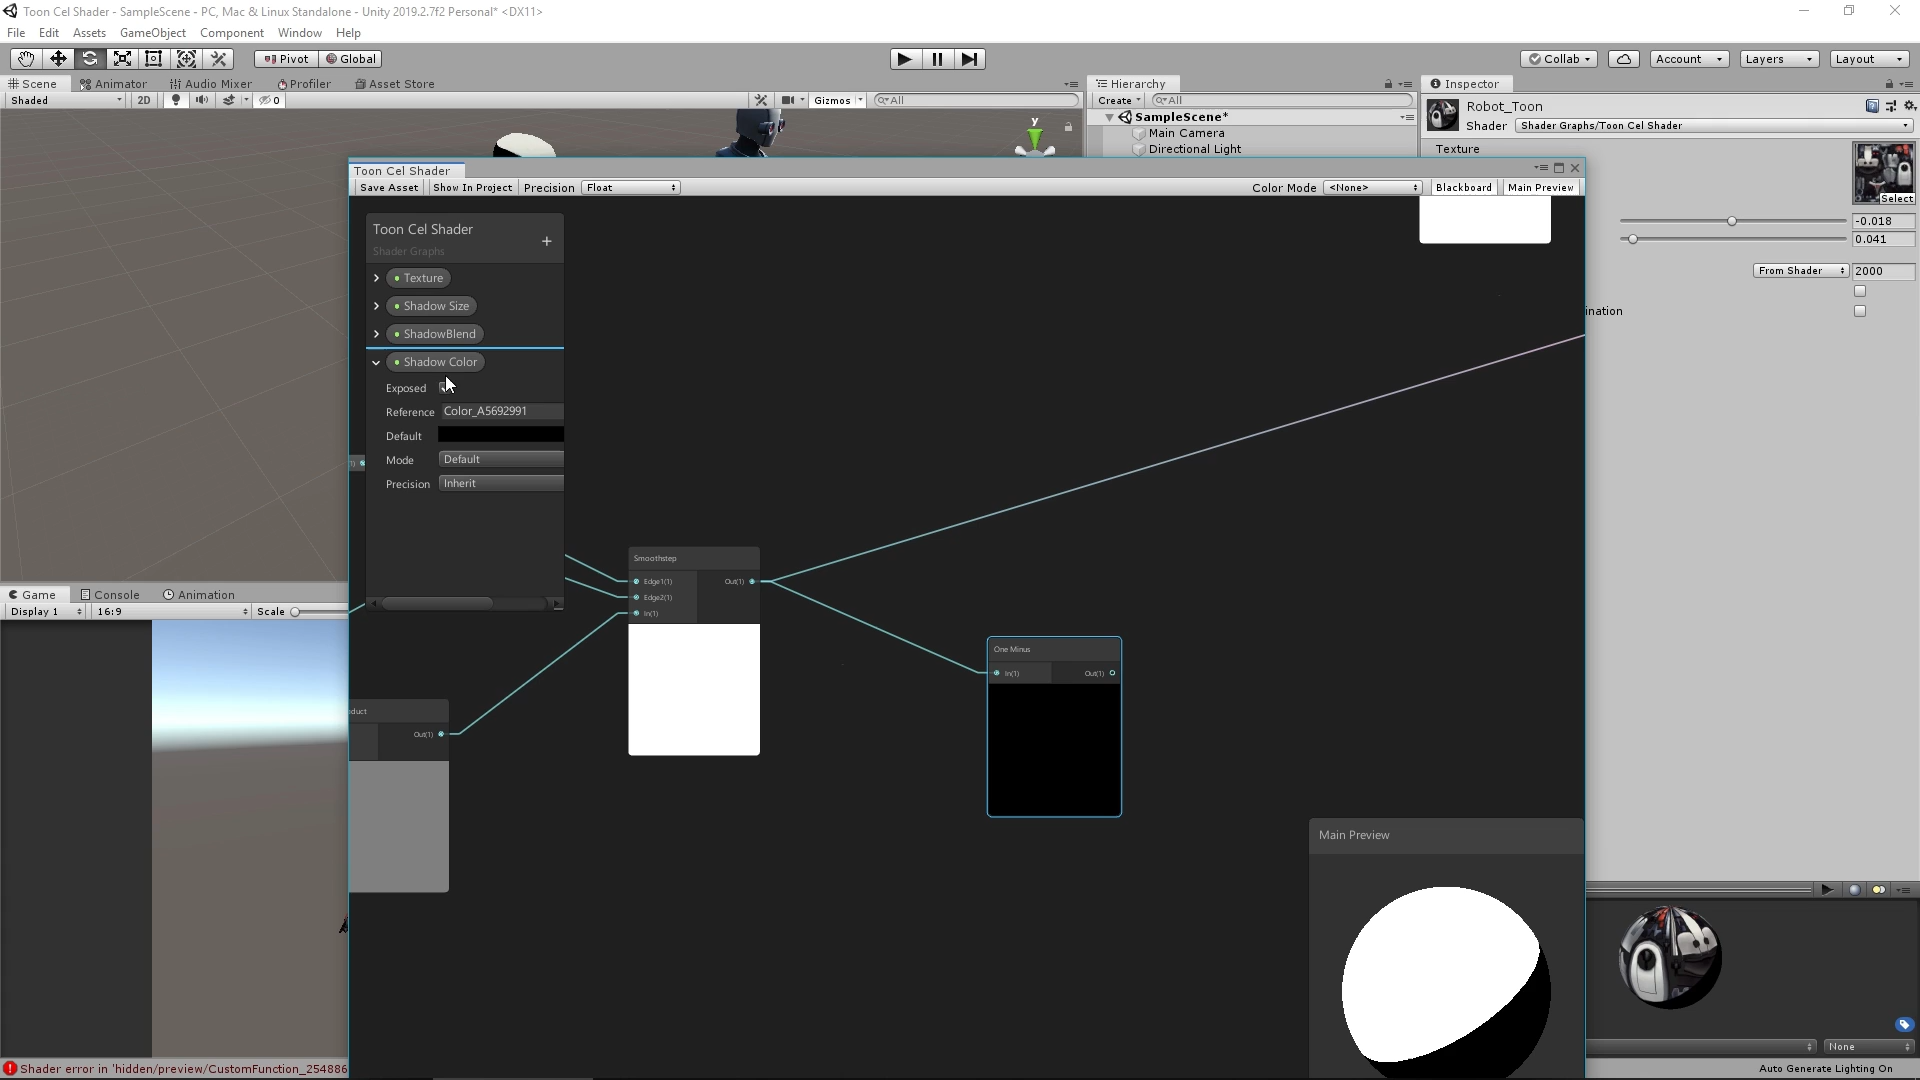 Toon Cel Shader - SampleScene - PC, Mac & Linux Standalone - Unity 2019.2.7f2 Personal* <DX11>
File Edit Assets GameObject Component Window Help
Pivot Global Collab Account Layers Layout
Scene Animator Audio Mixer Profiler Asset Store
Shaded 2D 0 Gizmos All
Hierarchy
Create All
SampleScene*
Main Camera
Directional Light
Inspector
Robot_Toon
Shader Shader Graphs/Toon Cel Shader
Texture
Select
-0.018
0.041
From Shader 2000
ination
Toon Cel Shader
Save Asset Show In Project Precision Float Color Mode <None> Blackboard Main Preview
Toon Cel Shader
Shader Graphs
Texture
Shadow Size
ShadowBlend
Shadow Color
Exposed
Reference Color_A5692991
Default
Mode Default
Precision Inherit
Smoothstep
Edge1(1) Out(1)
Edge2(1)
In(1)
One Minus
In(1) Out(1)
duct
Out(1)
Main Preview
Game Console Animation
Display 1 16:9 Scale
None
Shader error in 'hidden/preview/CustomFunction_254886
Auto Generate Lighting On